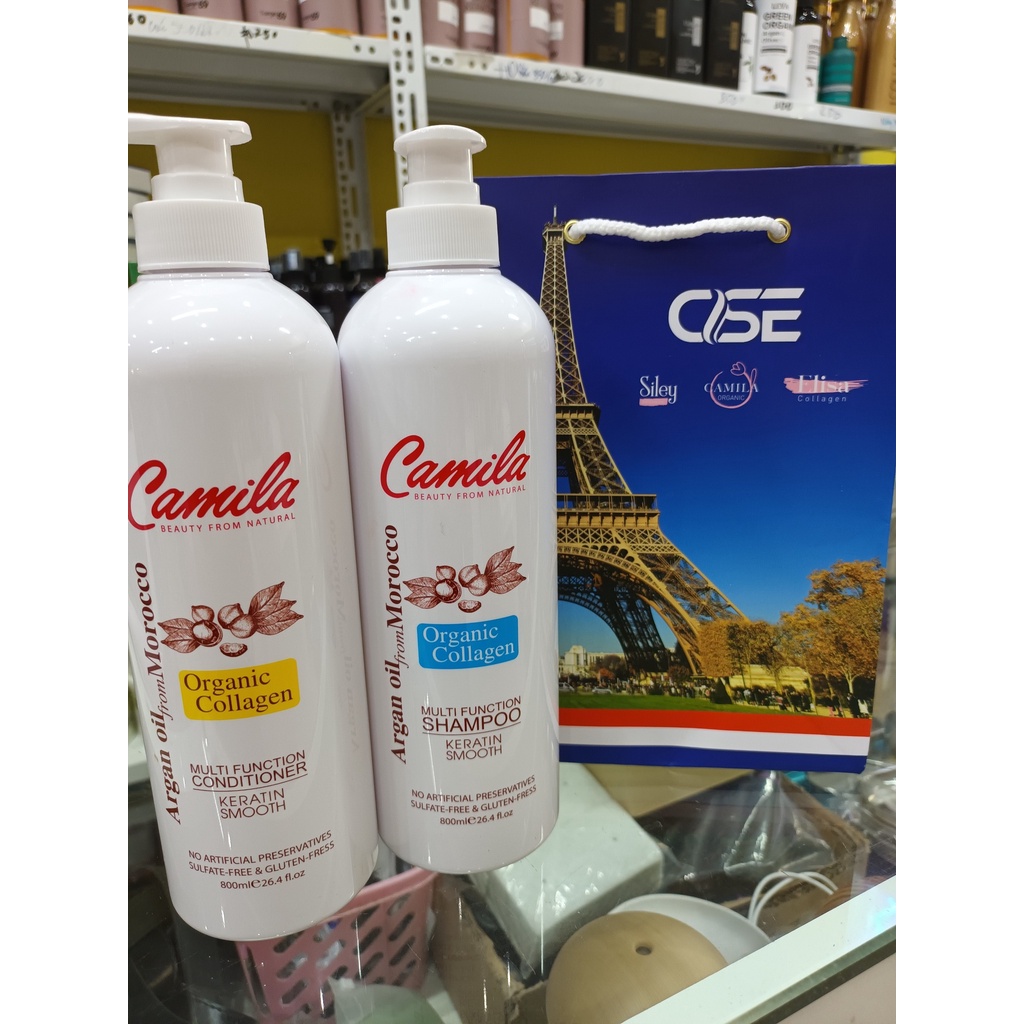 Camila
BEAUTY FROM NATURAL
Argan oil from Morocco
Organic
Collagen
MULTI FUNCTION
CONDITIONER
KERATIN
SMOOTH
NO ARTIFICIAL PRESERVATIVES
SULFATE-FREE & GLUTEN-FRESS
800ml℮26.4 fl.oz
Camila
BEAUTY FROM NATURAL
Argan oil from Morocco
Organic
Collagen
MULTI FUNCTION
SHAMPOO
KERATIN
SMOOTH
NO ARTIFICIAL PRESERVATIVES
SULFATE-FREE & GLUTEN-FRESS
800ml℮26.4 fl.oz
CISE
Siley
CAMILA
ORGANIC
Elisa
Collagen